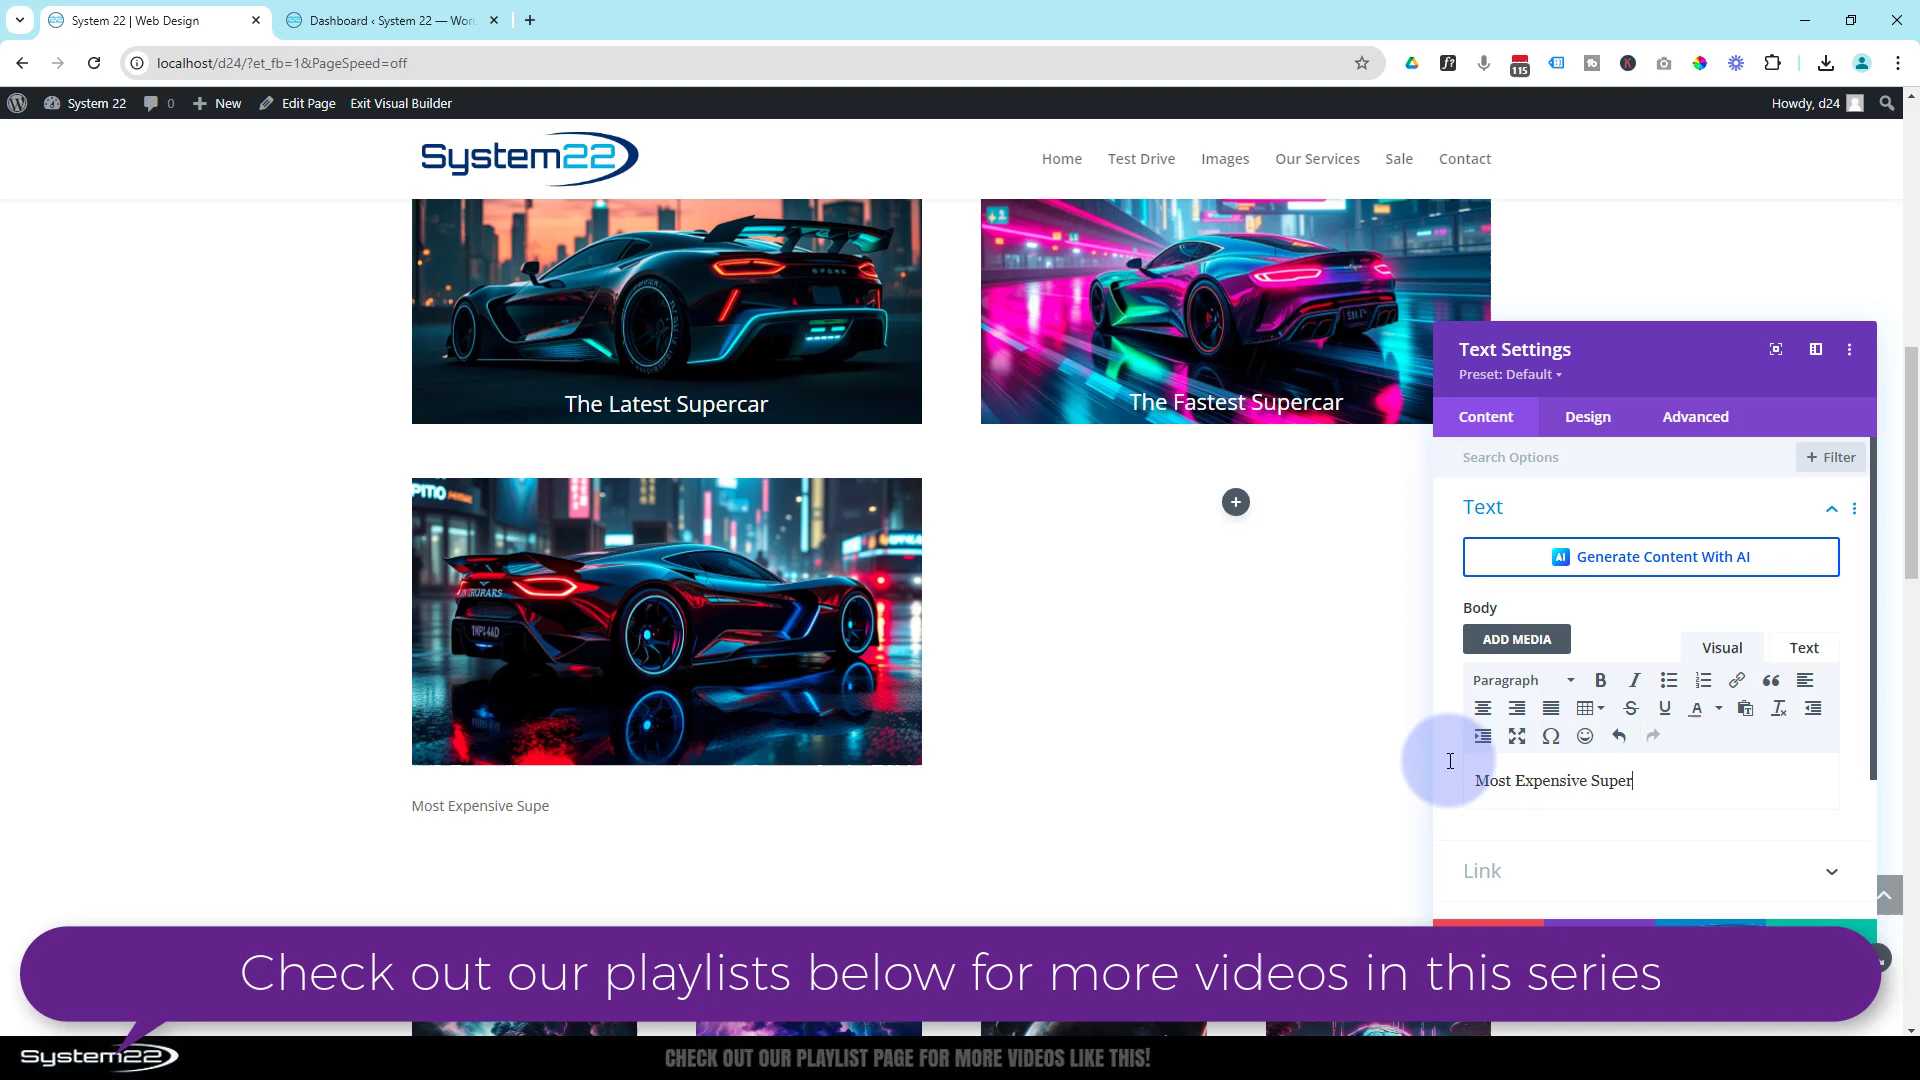 System 22 | Web Design
Dashboard ‹ System 22 — Wor
localhost/d24/?et_fb=1&PageSpeed=off
115
System 22
0
New
Edit Page
Exit Visual Builder
Howdy, d24
System22
Home
Test Drive
Images
Our Services
Sale
Contact
The Latest Supercar
The Fastest Supercar
Text Settings
Preset: Default
Content
Design
Advanced
Search Options
+ Filter
Text
AI Generate Content With AI
Body
ADD MEDIA
Visual
Text
Paragraph
Most Expensive Super
Most Expensive Supe
Link
Check out our playlists below for more videos in this series
System22
CHECK OUT OUR PLAYLIST PAGE FOR MORE VIDEOS LIKE THIS!